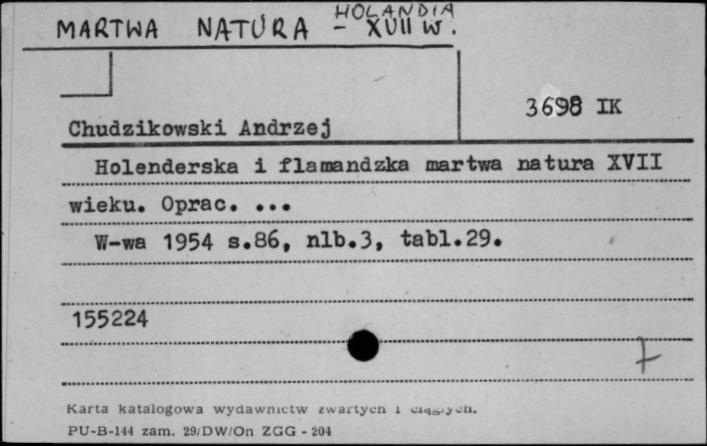 HOLANDIA
MARTWA NATURA - XVII W.
3698 IK
Chudzikowski Andrzej
Holenderska i flamandzka martwa natura XVII
wieku. Oprac. ...
W-wa 1954 s.86, nlb.3, tabl.29.
155224
Karta katalogowa wydawnictw zwartych i ciągłych.
PU-B-144 zam. 29/DW/On ZGG - 204